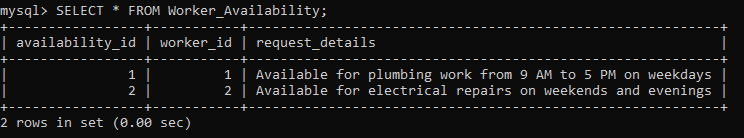 mysql> SELECT * FROM Worker_Availability;
+-----------------+-----------+--------------------------------------------------------------+
| availability_id | worker_id | request_details                                              |
+-----------------+-----------+--------------------------------------------------------------+
|               1 |         1 | Available for plumbing work from 9 AM to 5 PM on weekdays |
|               2 |         2 | Available for electrical repairs on weekends and evenings |
+-----------------+-----------+--------------------------------------------------------------+
2 rows in set (0.00 sec)